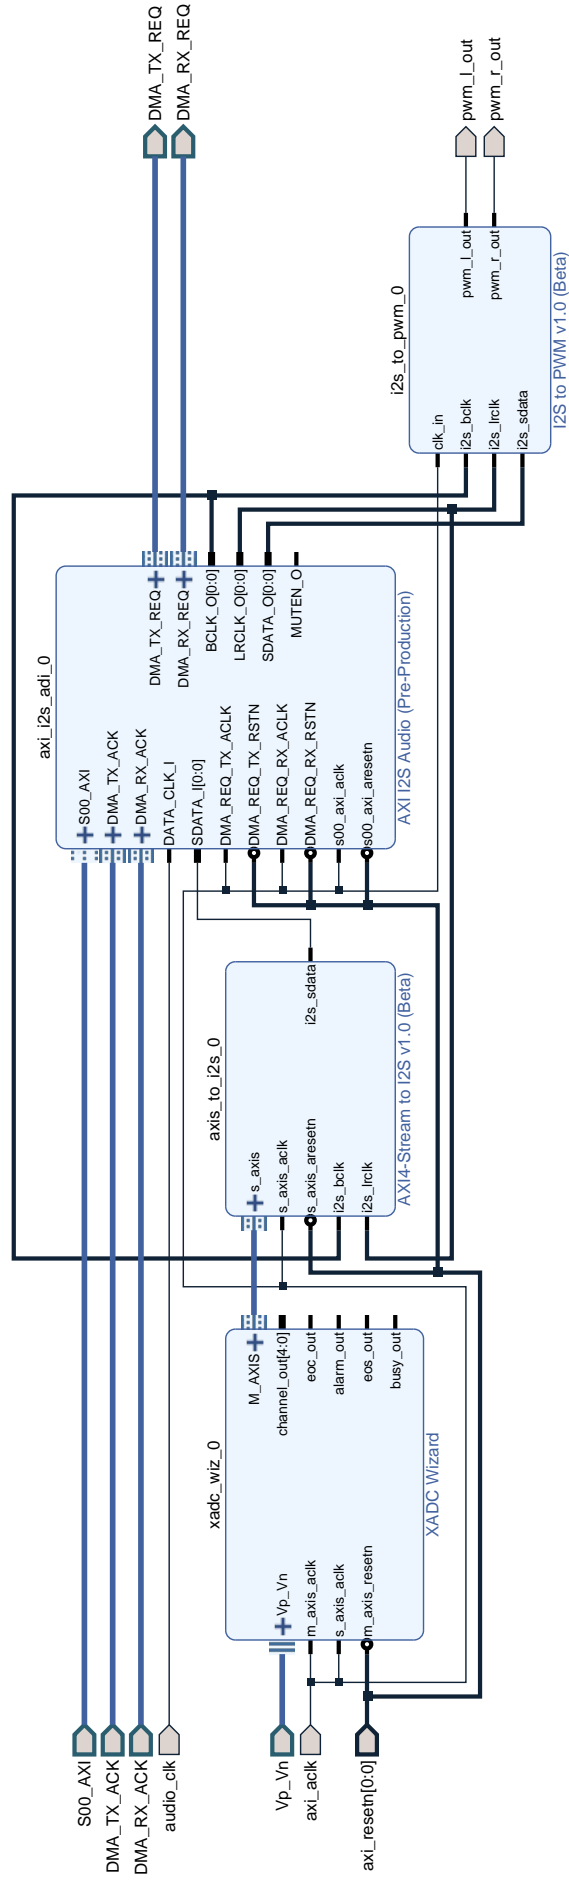 S00_AXI
DMA_TX_ACK
DMA_RX_ACK
audio_clk
Vp_Vn
axi_aclk
axi_resetn[0:0]
xadc_wiz_0
Vp_Vn
m_axis_aclk
s_axis_aclk
m_axis_resetn
M_AXIS
channel_out[4:0]
eoc_out
alarm_out
eos_out
busy_out
XADC Wizard
axis_to_i2s_0
s_axis
s_axis_aclk
s_axis_aresetn
i2s_bclk
i2s_lrclk
i2s_sdata
AXI4-Stream to I2S v1.0 (Beta)
axi_i2s_adi_0
S00_AXI
DMA_TX_ACK
DMA_RX_ACK
DATA_CLK_I
SDATA_I[0:0]
DMA_REQ_TX_ACLK
DMA_REQ_TX_RSTN
DMA_REQ_RX_ACLK
DMA_REQ_RX_RSTN
s00_axi_aclk
s00_axi_aresetn
DMA_TX_REQ
DMA_RX_REQ
BCLK_O[0:0]
LRCLK_O[0:0]
SDATA_O[0:0]
MUTEN_O
AXI I2S Audio (Pre-Production)
i2s_to_pwm_0
clk_in
i2s_bclk
i2s_lrclk
i2s_sdata
pwm_l_out
pwm_r_out
I2S to PWM v1.0 (Beta)
DMA_TX_REQ
DMA_RX_REQ
pwm_l_out
pwm_r_out